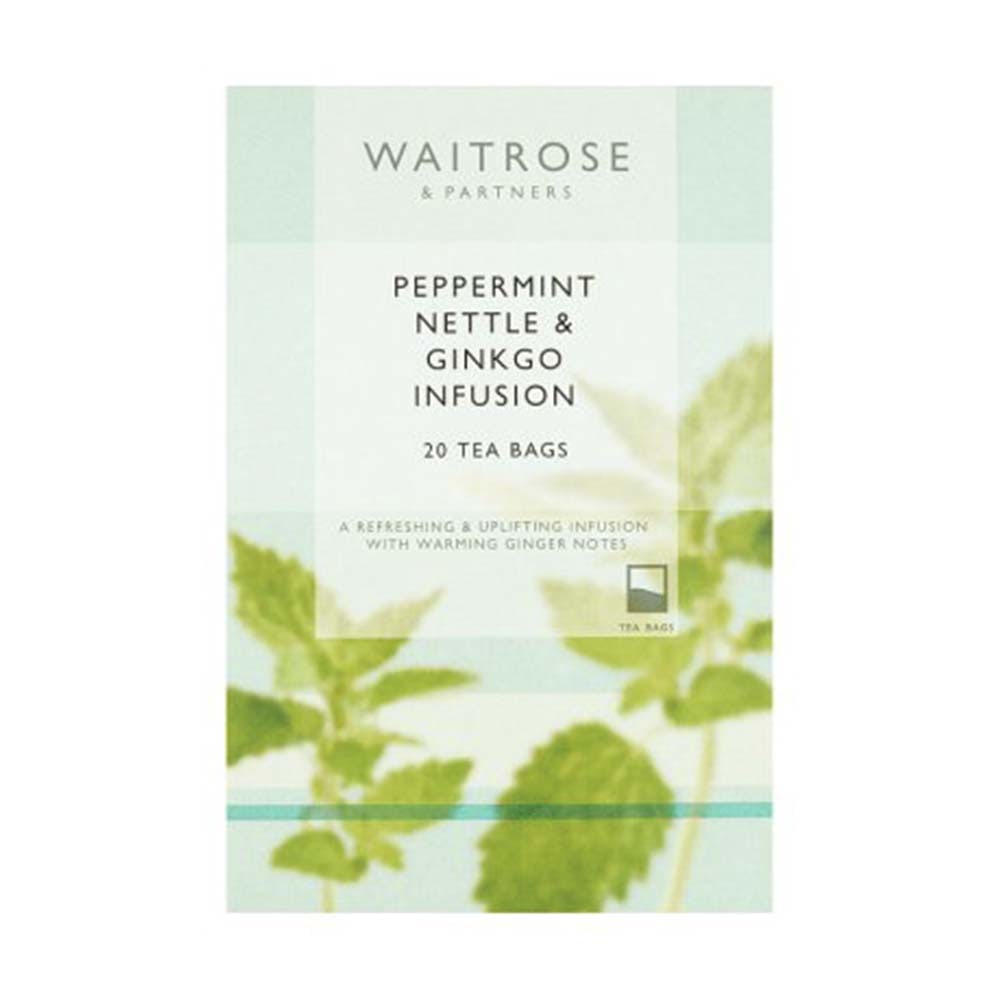 WAITROSE
& PARTNERS
PEPPERMINT
NETTLE &
GINKGO
INFUSION
20 TEA BAGS
A REFRESHING & UPLIFTING INFUSION
WITH WARMING GINGER NOTES
TEA BAGS